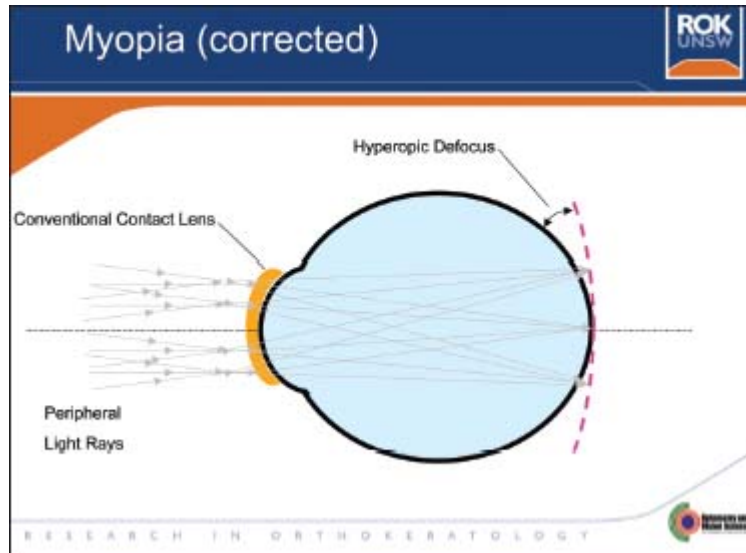 Myopia (corrected)
ROK
UNSW
Hyperopic Defocus
Conventional Contact Lens
Peripheral
Light Rays
RESEARCH IN ORTHOKERATOLOGY